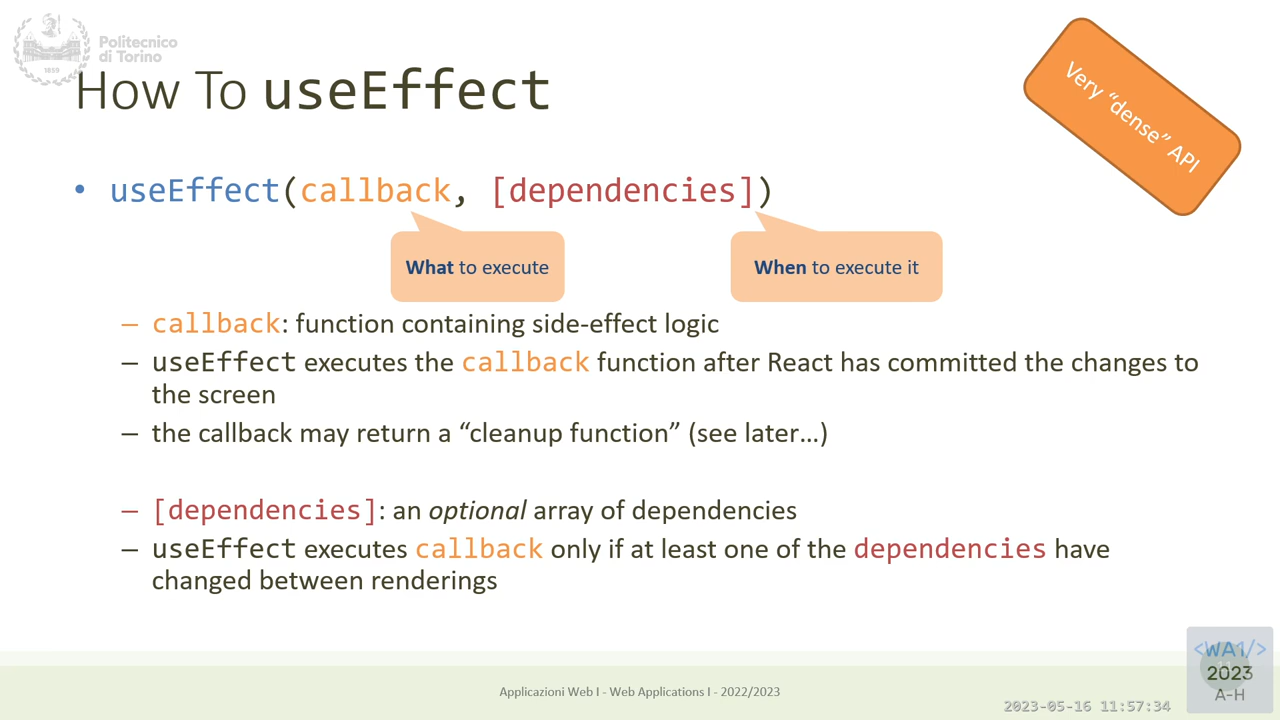 Politecnico
di Torino
1859
How To useEffect
Very “dense” API
• useEffect(callback, [dependencies])
What to execute
When to execute it
– callback: function containing side-effect logic
– useEffect executes the callback function after React has committed the changes to
the screen
– the callback may return a “cleanup function” (see later…)
– [dependencies]: an optional array of dependencies
– useEffect executes callback only if at least one of the dependencies have
changed between renderings
Applicazioni Web I - Web Applications I - 2022/2023
<WA1/>
2023
A-H
2023-05-16 11:57:34